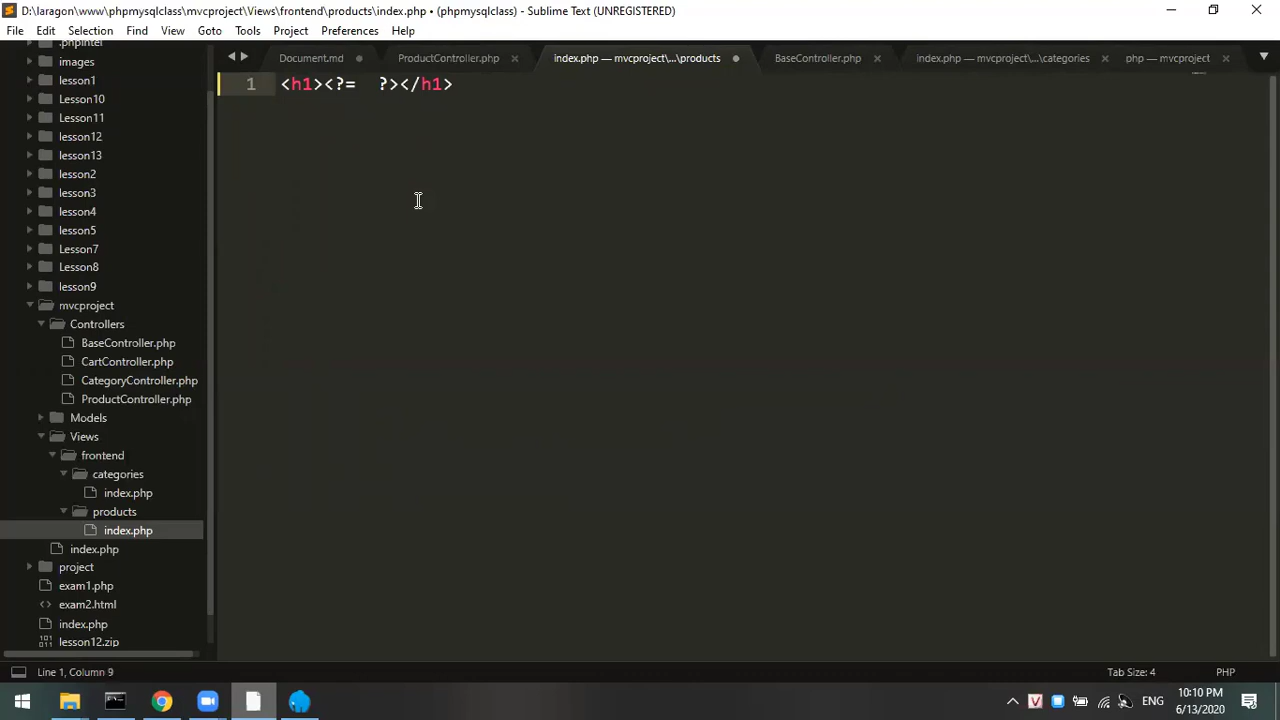 D:\laragon\www\phpmysqlclass\mvcproject\Views\frontend\products\index.php • (phpmysqlclass) - Sublime Text (UNREGISTERED)
File Edit Selection Find View Goto Tools Project Preferences Help
Document.md ProductController.php index.php — mvcproject\...\products BaseController.php index.php — mvcproject\...\categories php — mvcproject
.phpintel
images
lesson1
Lesson10
Lesson11
lesson12
lesson13
lesson2
lesson3
lesson4
lesson5
Lesson7
Lesson8
lesson9
mvcproject
Controllers
BaseController.php
CartController.php
CategoryController.php
ProductController.php
Models
Views
frontend
categories
index.php
products
index.php
index.php
project
exam1.php
exam2.html
index.php
lesson12.zip
1 <h1><?=  ?></h1>
Line 1, Column 9 Tab Size: 4 PHP
ENG 10:10 PM
6/13/2020